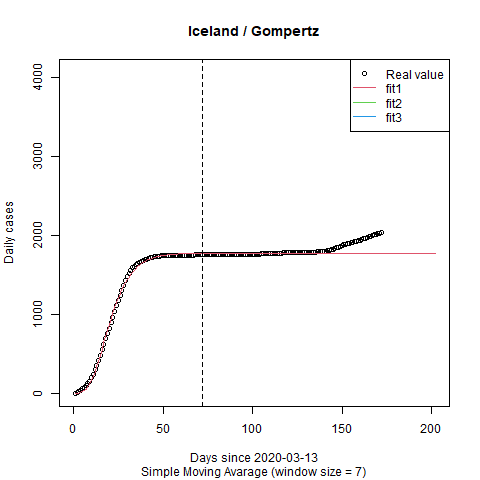 Iceland / Gompertz
Real value
fit1
fit2
fit3
Daily cases
4000
3000
2000
1000
0
0 50 100 150 200
Days since 2020-03-13
Simple Moving Avarage (window size = 7)